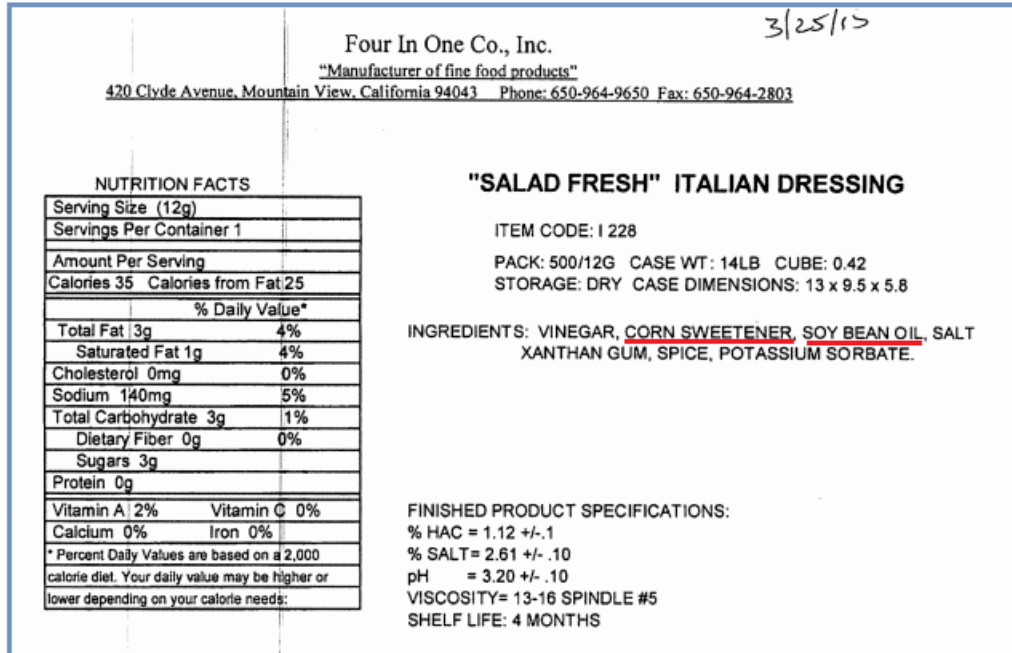 3/25/15
Four In One Co., Inc.
"Manufacturer of fine food products"
420 Clyde Avenue, Mountain View, California 94043 Phone: 650-964-9650 Fax: 650-964-2803
NUTRITION FACTS
Serving Size (12g)
Servings Per Container 1
Amount Per Serving
Calories 35 Calories from Fat 25
% Daily Value*
Total Fat 3g 4%
Saturated Fat 1g 4%
Cholesterol 0mg 0%
Sodium 140mg 5%
Total Carbohydrate 3g 1%
Dietary Fiber 0g 0%
Sugars 3g
Protein 0g
Vitamin A 2% Vitamin C 0%
Calcium 0% Iron 0%
* Percent Daily Values are based on a 2,000
calorie diet. Your daily value may be higher or
lower depending on your calorie needs:
"SALAD FRESH" ITALIAN DRESSING
ITEM CODE: I 228
PACK: 500/12G CASE WT: 14LB CUBE: 0.42
STORAGE: DRY CASE DIMENSIONS: 13 x 9.5 x 5.8
INGREDIENTS: VINEGAR, CORN SWEETENER, SOY BEAN OIL, SALT
XANTHAN GUM, SPICE, POTASSIUM SORBATE.
FINISHED PRODUCT SPECIFICATIONS:
% HAC = 1.12 +/-.1
% SALT= 2.61 +/- .10
pH = 3.20 +/- .10
VISCOSITY= 13-16 SPINDLE #5
SHELF LIFE: 4 MONTHS